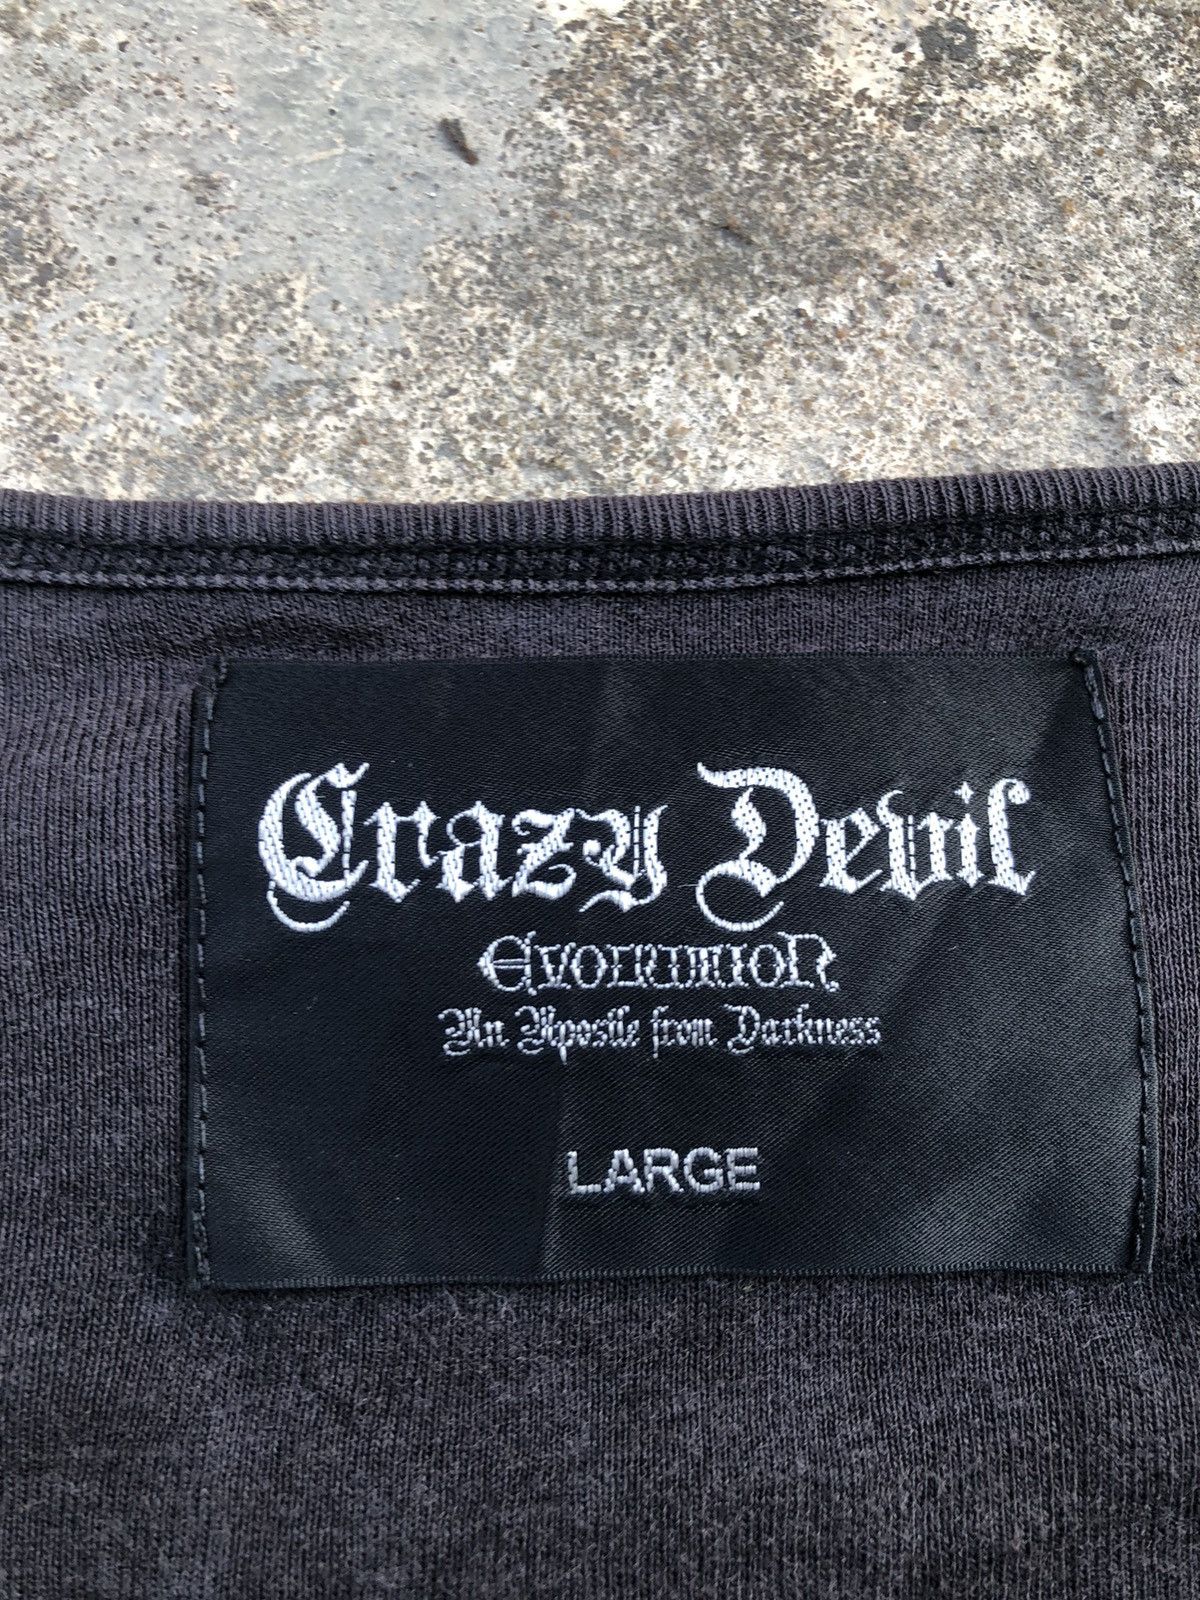 Crazy Devil
Evolution
An Apostle from Darkness
LARGE